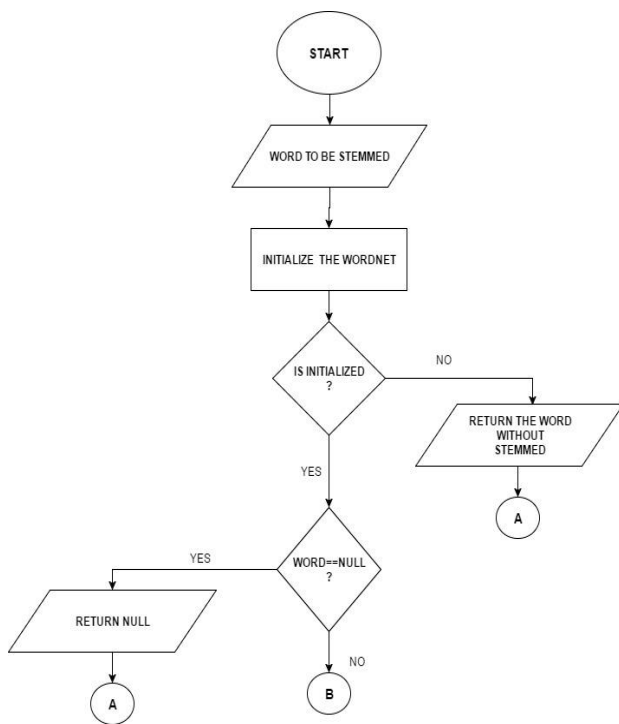 START
WORD TO BE STEMMED
INITIALIZE THE WORDNET
IS INITIALIZED
?
NO
RETURN THE WORD
WITHOUT
STEMMED
A
YES
WORD==NULL
?
YES
RETURN NULL
A
NO
B